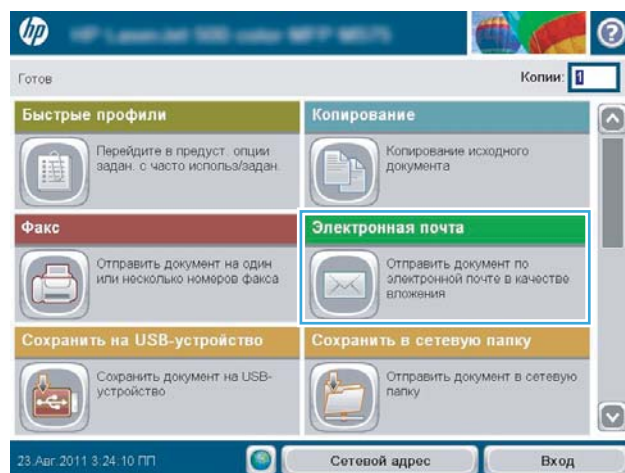 hp
?
Готов
Копии: 1
Быстрые профили
Копирование
Перейдите в предуст. опции
задан. с часто использ/задан.
Копирование исходного
документа
Факс
Электронная почта
Отправить документ на один
или несколько номеров факса
Отправить документ по
электронной почте в качестве
вложения
Сохранить на USB-устройство
Сохранить в сетевую папку
Сохранить документ на USB-
устройство
Отправить документ в сетевую
папку
23.Авг.2011 3:24:10 ПП
Сетевой адрес
Вход